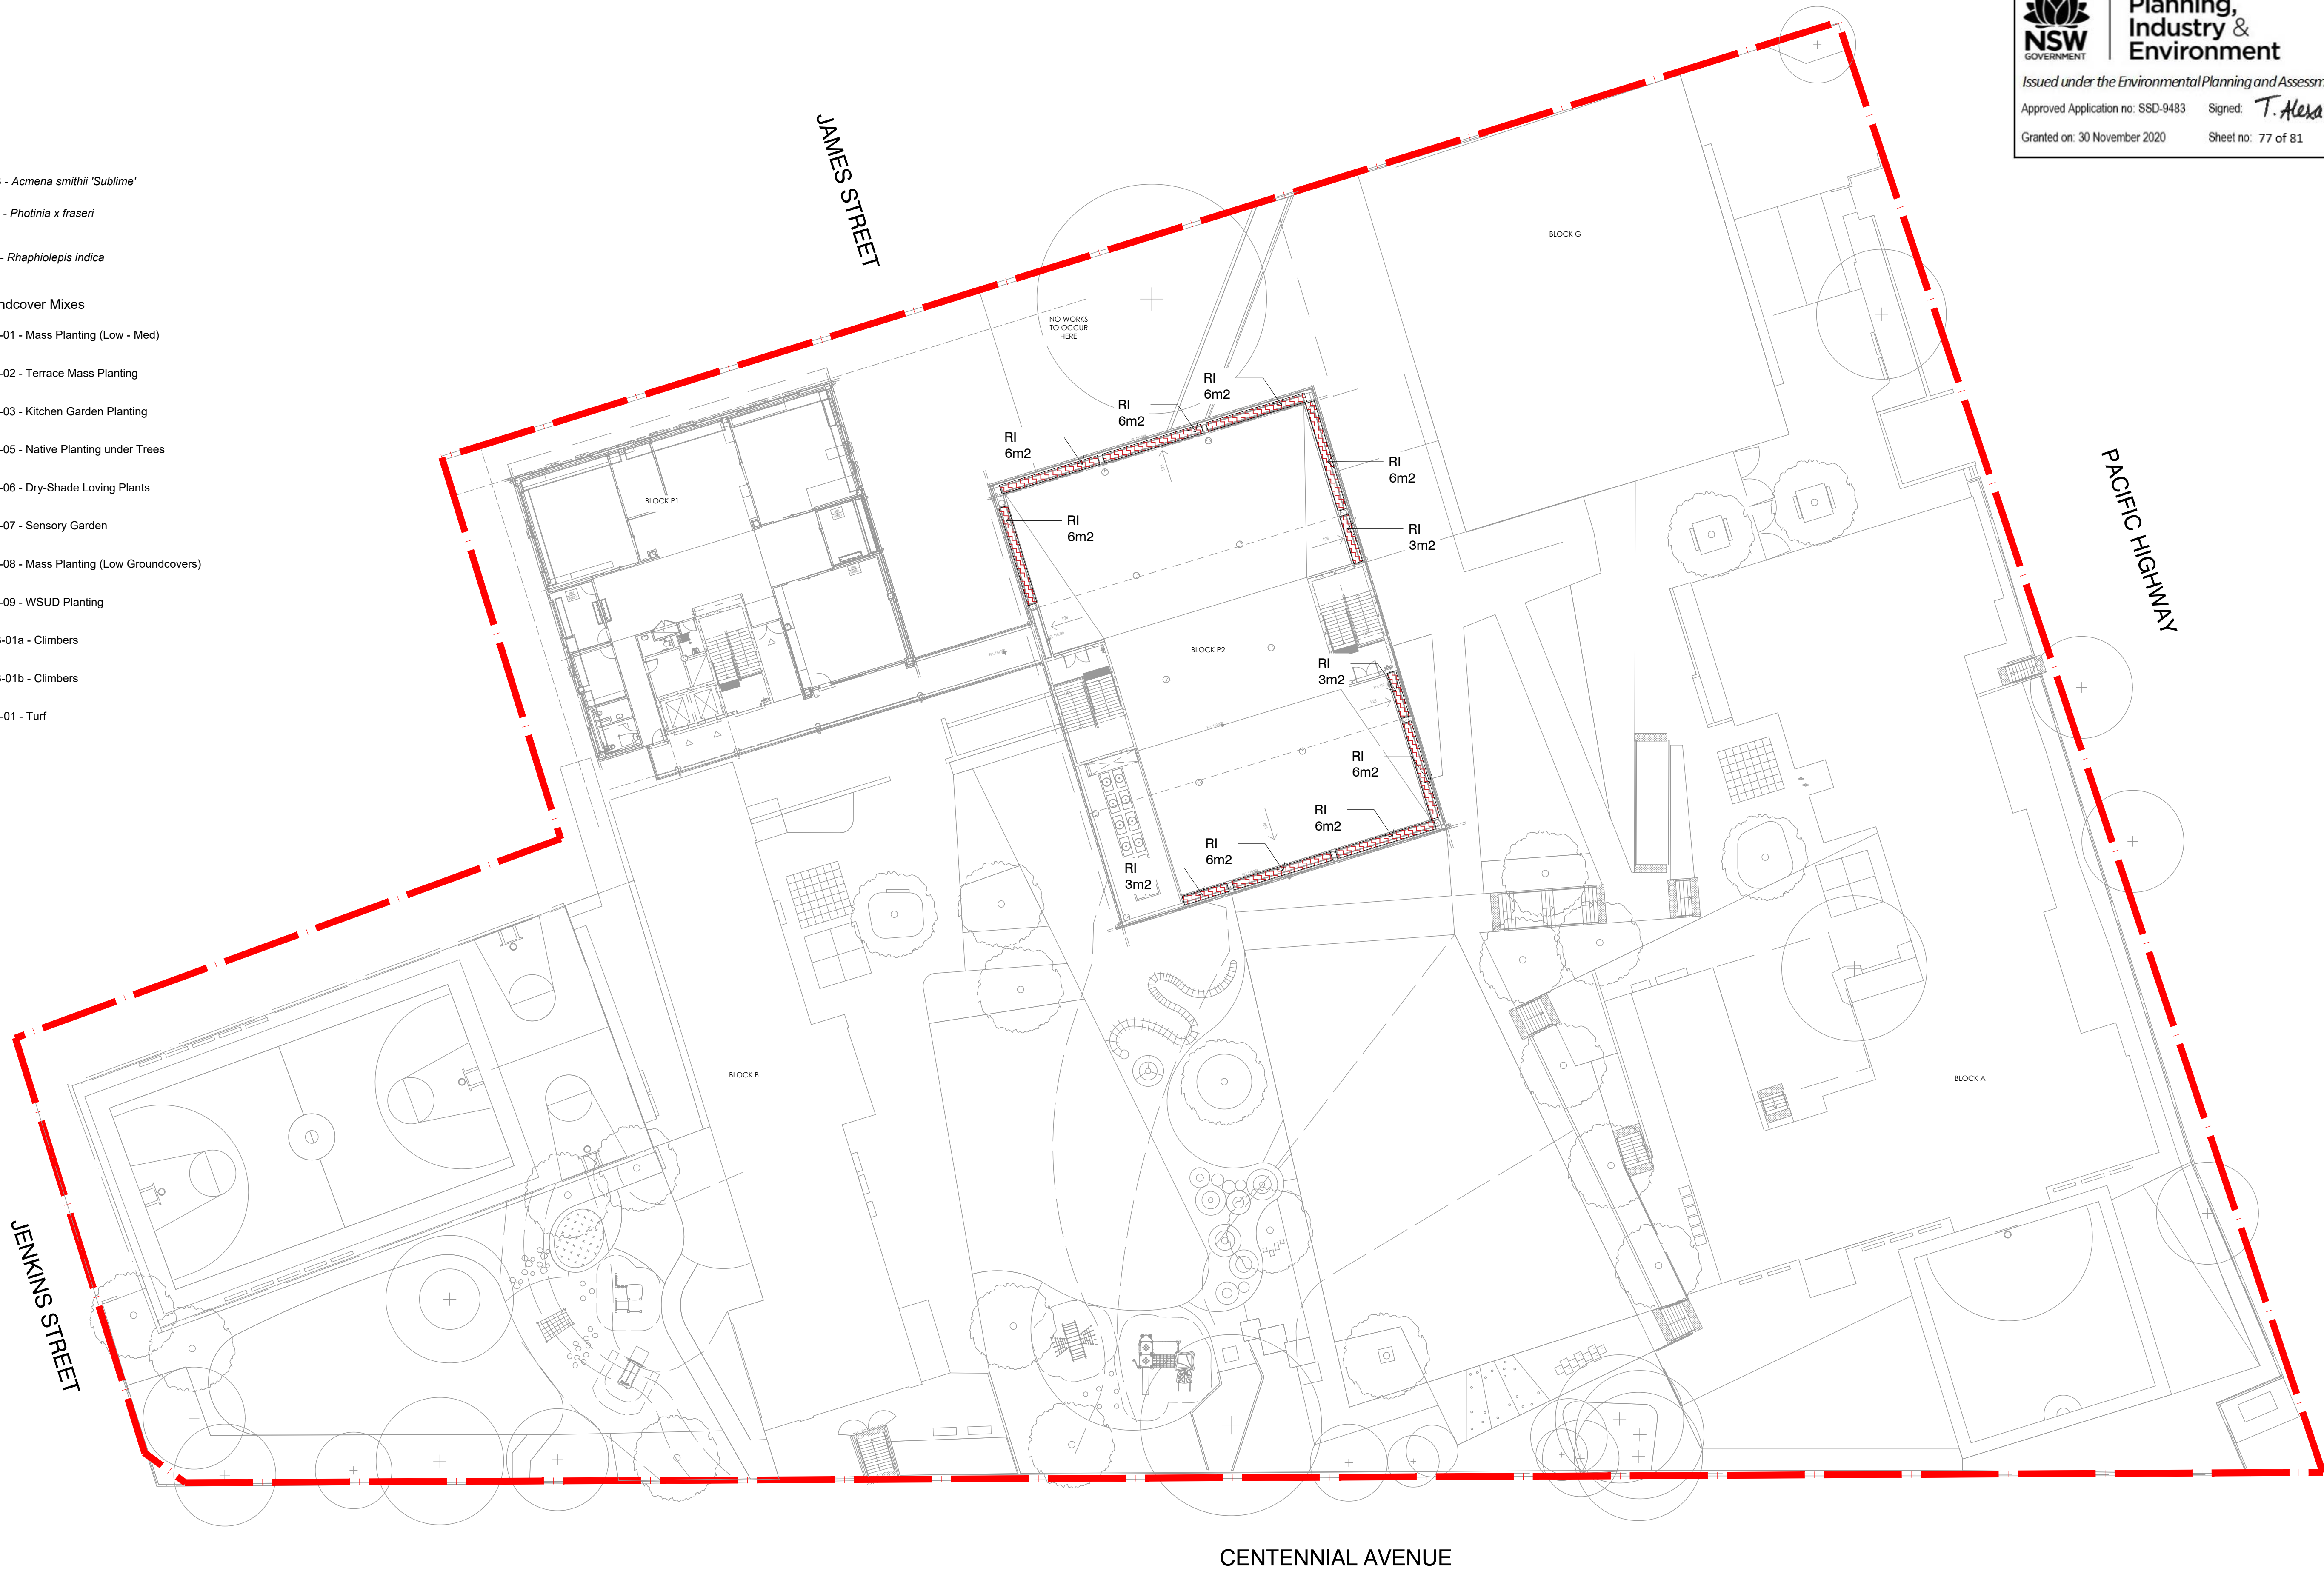 Planning,
Industry &
Environment
NSW
GOVERNMENT
Issued under the Environmental Planning and Assessm
Approved Application no: SSD-9483 Signed: T. Alexa
Granted on: 30 November 2020 Sheet no: 77 of 81
- Acmena smithii 'Sublime'
- Photinia x fraseri
- Rhaphiolepis indica
ndcover Mixes
-01 - Mass Planting (Low - Med)
-02 - Terrace Mass Planting
-03 - Kitchen Garden Planting
-05 - Native Planting under Trees
-06 - Dry-Shade Loving Plants
-07 - Sensory Garden
-08 - Mass Planting (Low Groundcovers)
-09 - WSUD Planting
-01a - Climbers
-01b - Climbers
-01 - Turf
JAMES STREET
BLOCK G
NO WORKS
TO OCCUR
HERE
RI
6m2
RI
6m2
RI
6m2
RI
6m2
RI
6m2
RI
3m2
BLOCK P1
BLOCK P2
RI
3m2
RI
6m2
RI
6m2
RI
6m2
RI
3m2
PACIFIC HIGHWAY
BLOCK B
BLOCK A
JENKINS STREET
CENTENNIAL AVENUE